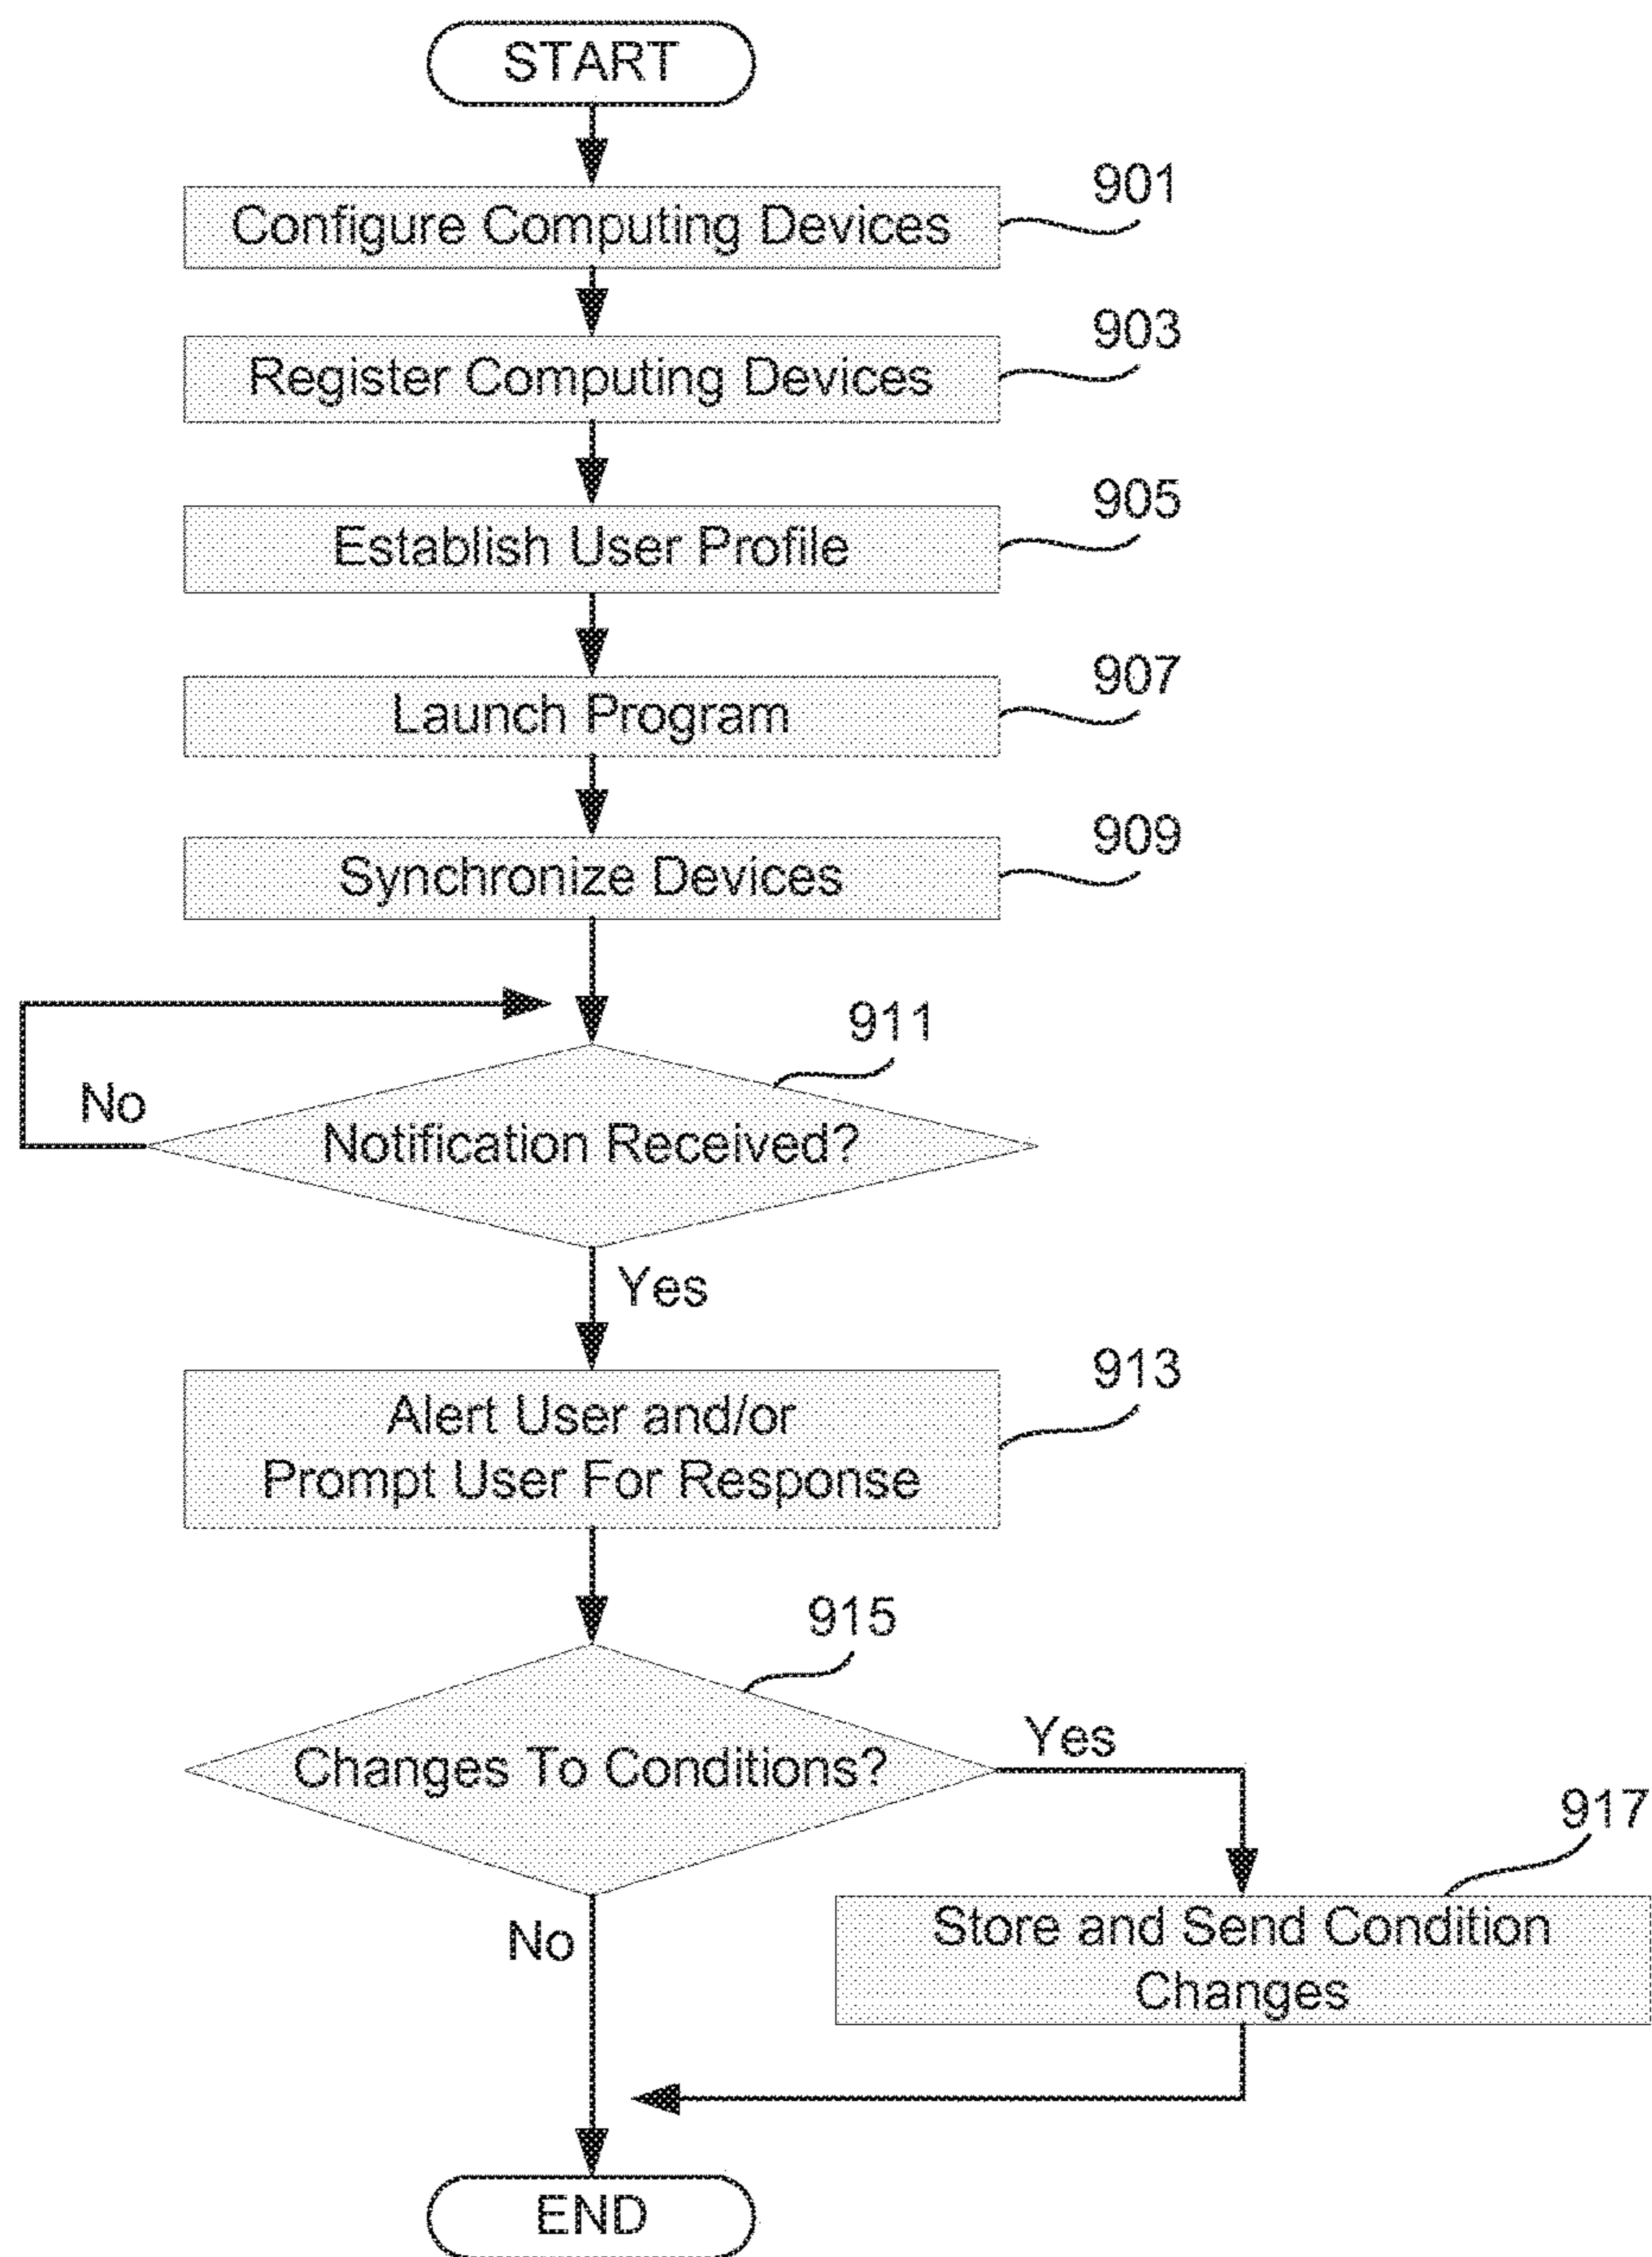 START
Configure Computing Devices
901
Register Computing Devices
903
Establish User Profile
905
Launch Program
907
Synchronize Devices
909
911
No
Notification Received?
Yes
Alert User and/or
Prompt User For Response
913
915
Changes To Conditions?
Yes
917
Store and Send Condition
Changes
No
END